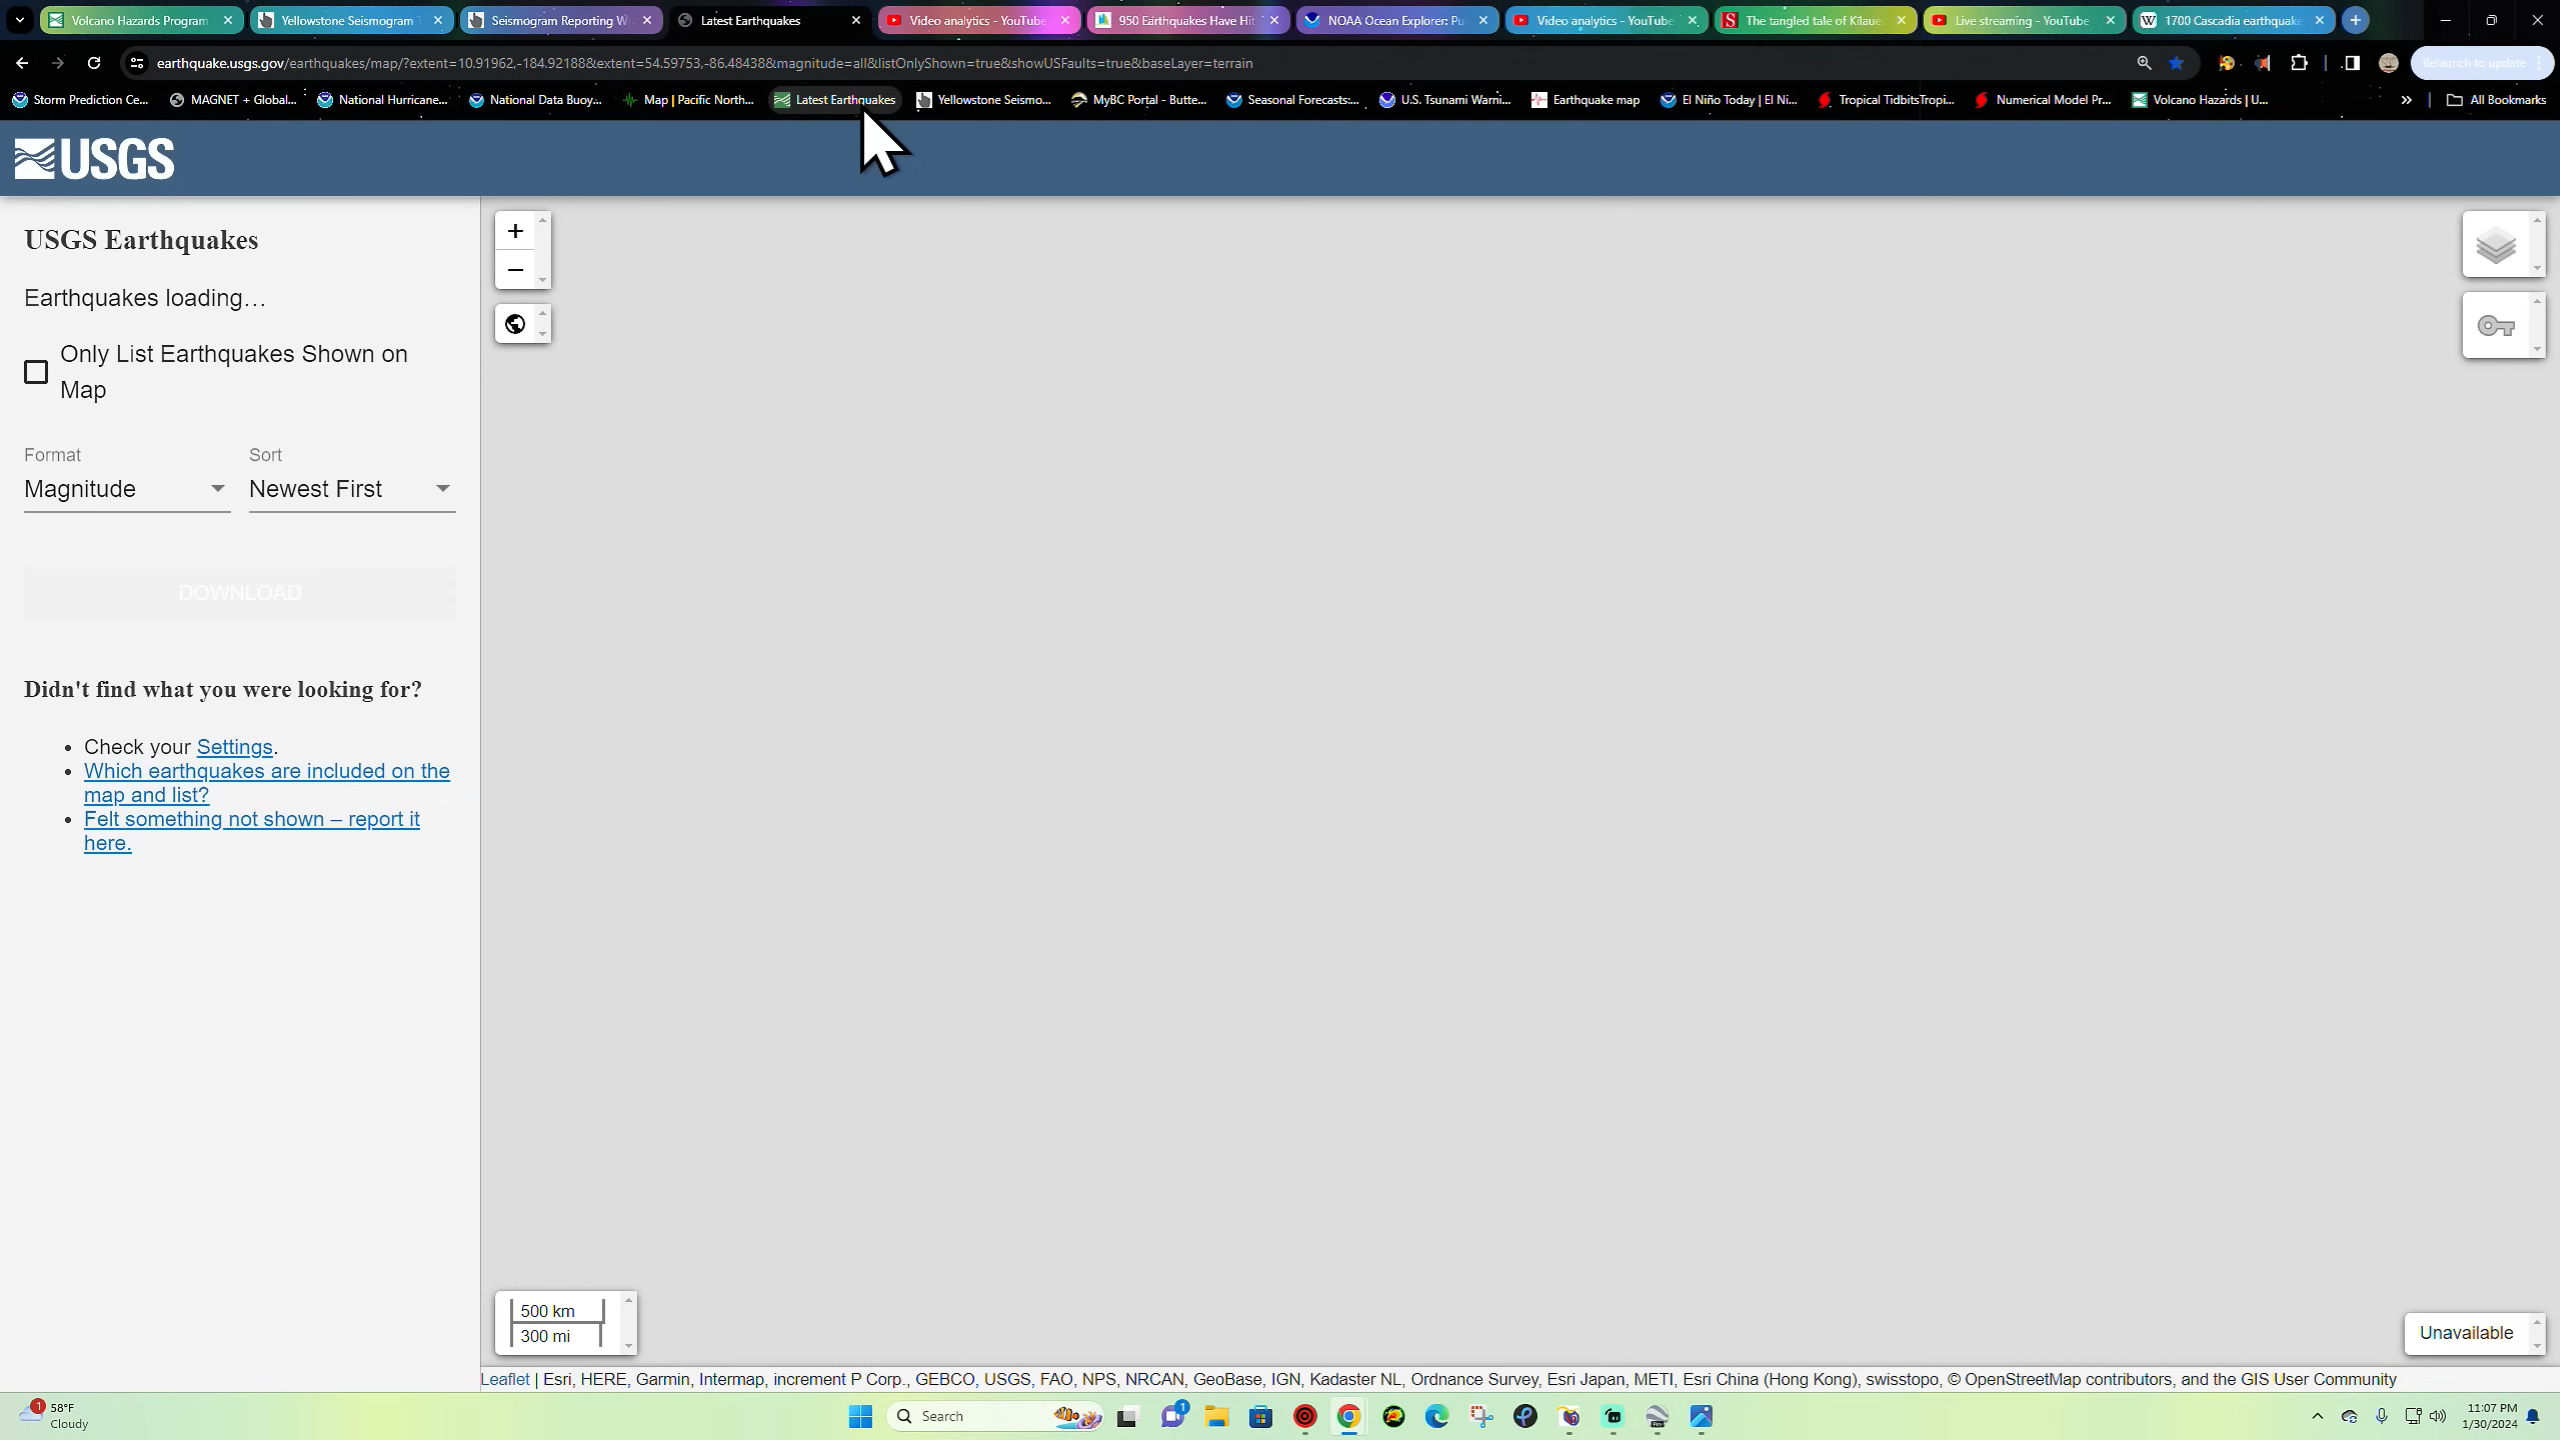 Volcano Hazards Program
Yellowstone Seismogram
Seismogram Reporting W
Latest Earthquakes
Video analytics - YouTube
950 Earthquakes Have Hit
NOAA Ocean Explorer: Pu
Video analytics - YouTube
The tangled tale of Kilaue
Live streaming - YouTube
1700 Cascadia earthquake
earthquake.usgs.gov/earthquakes/map/?extent=10.91962,-184.92188&extent=54.59753,-86.48438&magnitude=all&listOnlyShown=true&showUSFaults=true&baseLayer=terrain
Relaunch to update
Storm Prediction Ce...
MAGNET + Global...
National Hurricane...
National Data Buoy...
Map | Pacific North...
Latest Earthquakes
Yellowstone Seismo...
MyBC Portal - Butte...
Seasonal Forecasts:...
U.S. Tsunami Warni...
Earthquake map
El Niño Today | El Ni...
Tropical TidbitsTropi...
Numerical Model Pr...
Volcano Hazards | U...
All Bookmarks
USGS
USGS Earthquakes
Earthquakes loading…
Only List Earthquakes Shown on
Map
Format
Sort
Magnitude
Newest First
DOWNLOAD
Didn't find what you were looking for?
Check your Settings.
Which earthquakes are included on the
map and list?
Felt something not shown – report it
here.
500 km
300 mi
Unavailable
Leaflet | Esri, HERE, Garmin, Intermap, increment P Corp., GEBCO, USGS, FAO, NPS, NRCAN, GeoBase, IGN, Kadaster NL, Ordnance Survey, Esri Japan, METI, Esri China (Hong Kong), swisstopo, © OpenStreetMap contributors, and the GIS User Community
1
58°F
Cloudy
Search
1
11:07 PM
1/30/2024